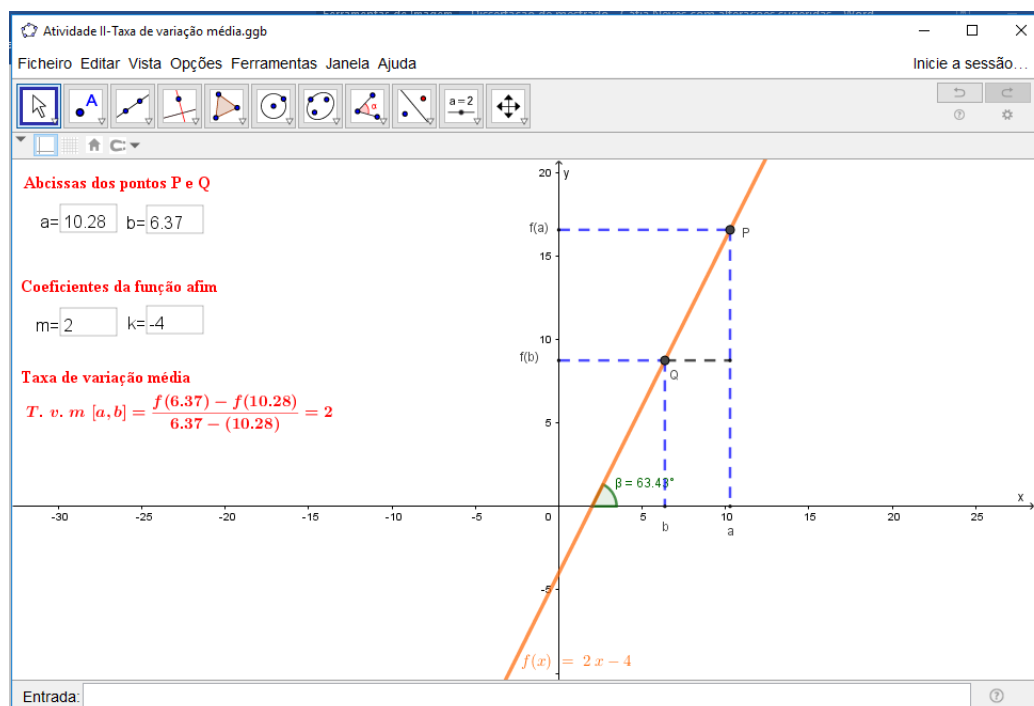 Atividade II-Taxa de variação média.ggb
Ficheiro Editar Vista Opções Ferramentas Janela Ajuda
Inicie a sessão...
A
α
a = 2
Abcissas dos pontos P e Q
a= 10.28 b= 6.37
Coeficientes da função afim
m= 2 k= -4
Taxa de variação média
T. v. m [a, b] = \frac{f(6.37) − f(10.28)}{6.37 − (10.28)} = 2
20 y
f(a)
P
15
10
f(b)
Q
5
β = 63.43°
x
-30 -25 -20 -15 -10 -5 0 5 10 15 20 25
b a
-5
f(x) = 2 x − 4
Entrada: